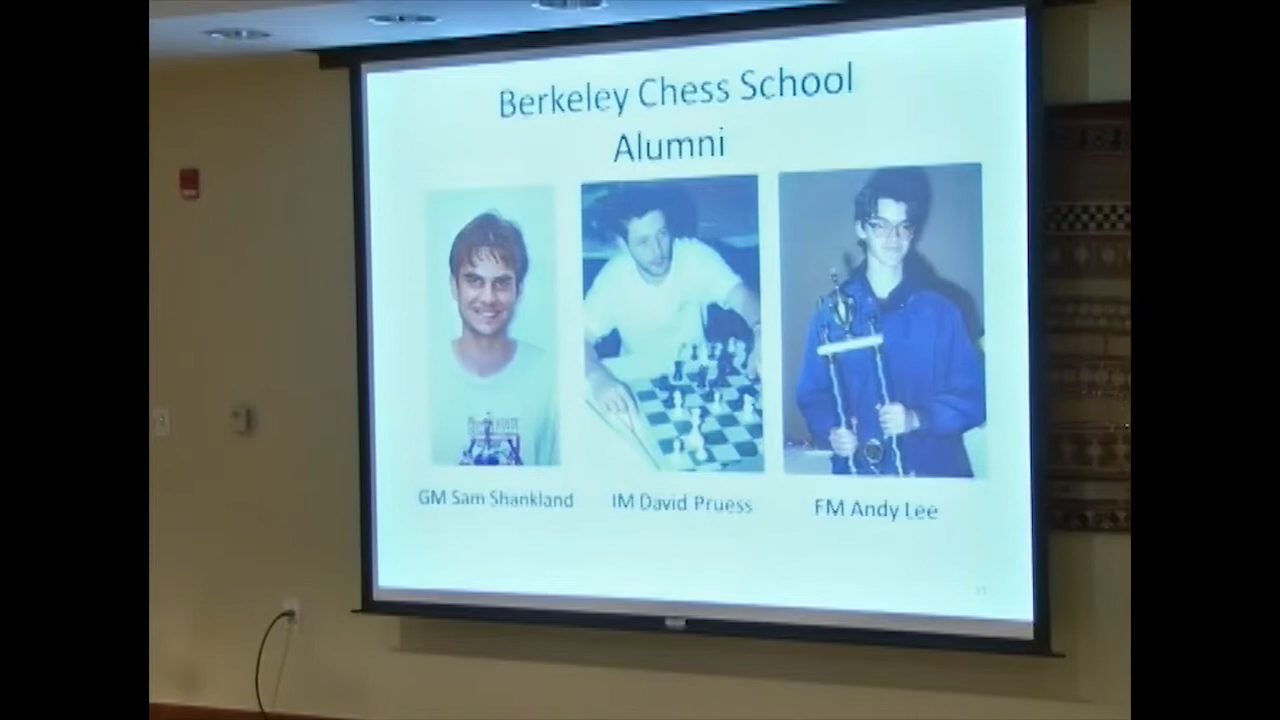 Berkeley Chess School
Alumni
GM Sam Shankland
IM David Pruess
FM Andy Lee